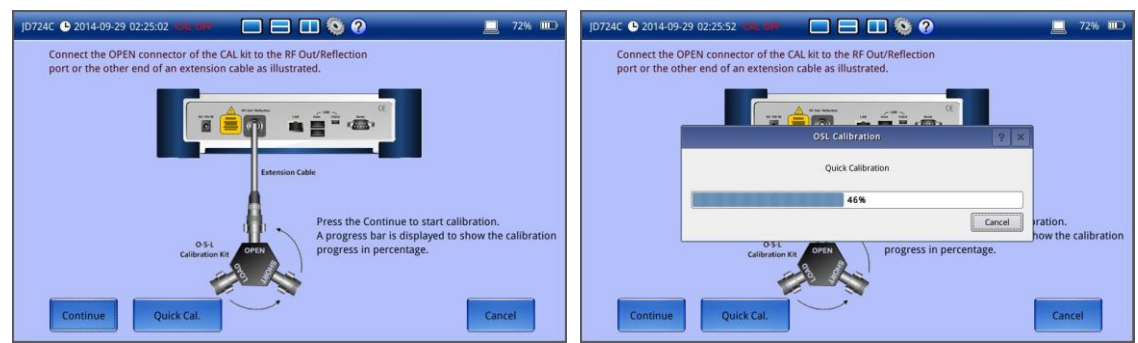 JD724C 2014-09-29 02:25:02 CAL OFF 72%
Connect the OPEN connector of the CAL kit to the RF Out/Reflection
port or the other end of an extension cable as illustrated.
Extension Cable
Press the Continue to start calibration.
A progress bar is displayed to show the calibration
progress in percentage.
O-S-L
Calibration Kit
OPEN
LOAD
SHORT
Continue
Quick Cal.
Cancel
JD724C 2014-09-29 02:25:52 CAL OFF 72%
Connect the OPEN connector of the CAL kit to the RF Out/Reflection
port or the other end of an extension cable as illustrated.
OSL Calibration ? ×
Quick Calibration
46%
Cancel
bration.
how the calibration
progress in percentage.
O-S-L
Calibration Kit
OPEN
LOAD
SHORT
Continue
Quick Cal.
Cancel